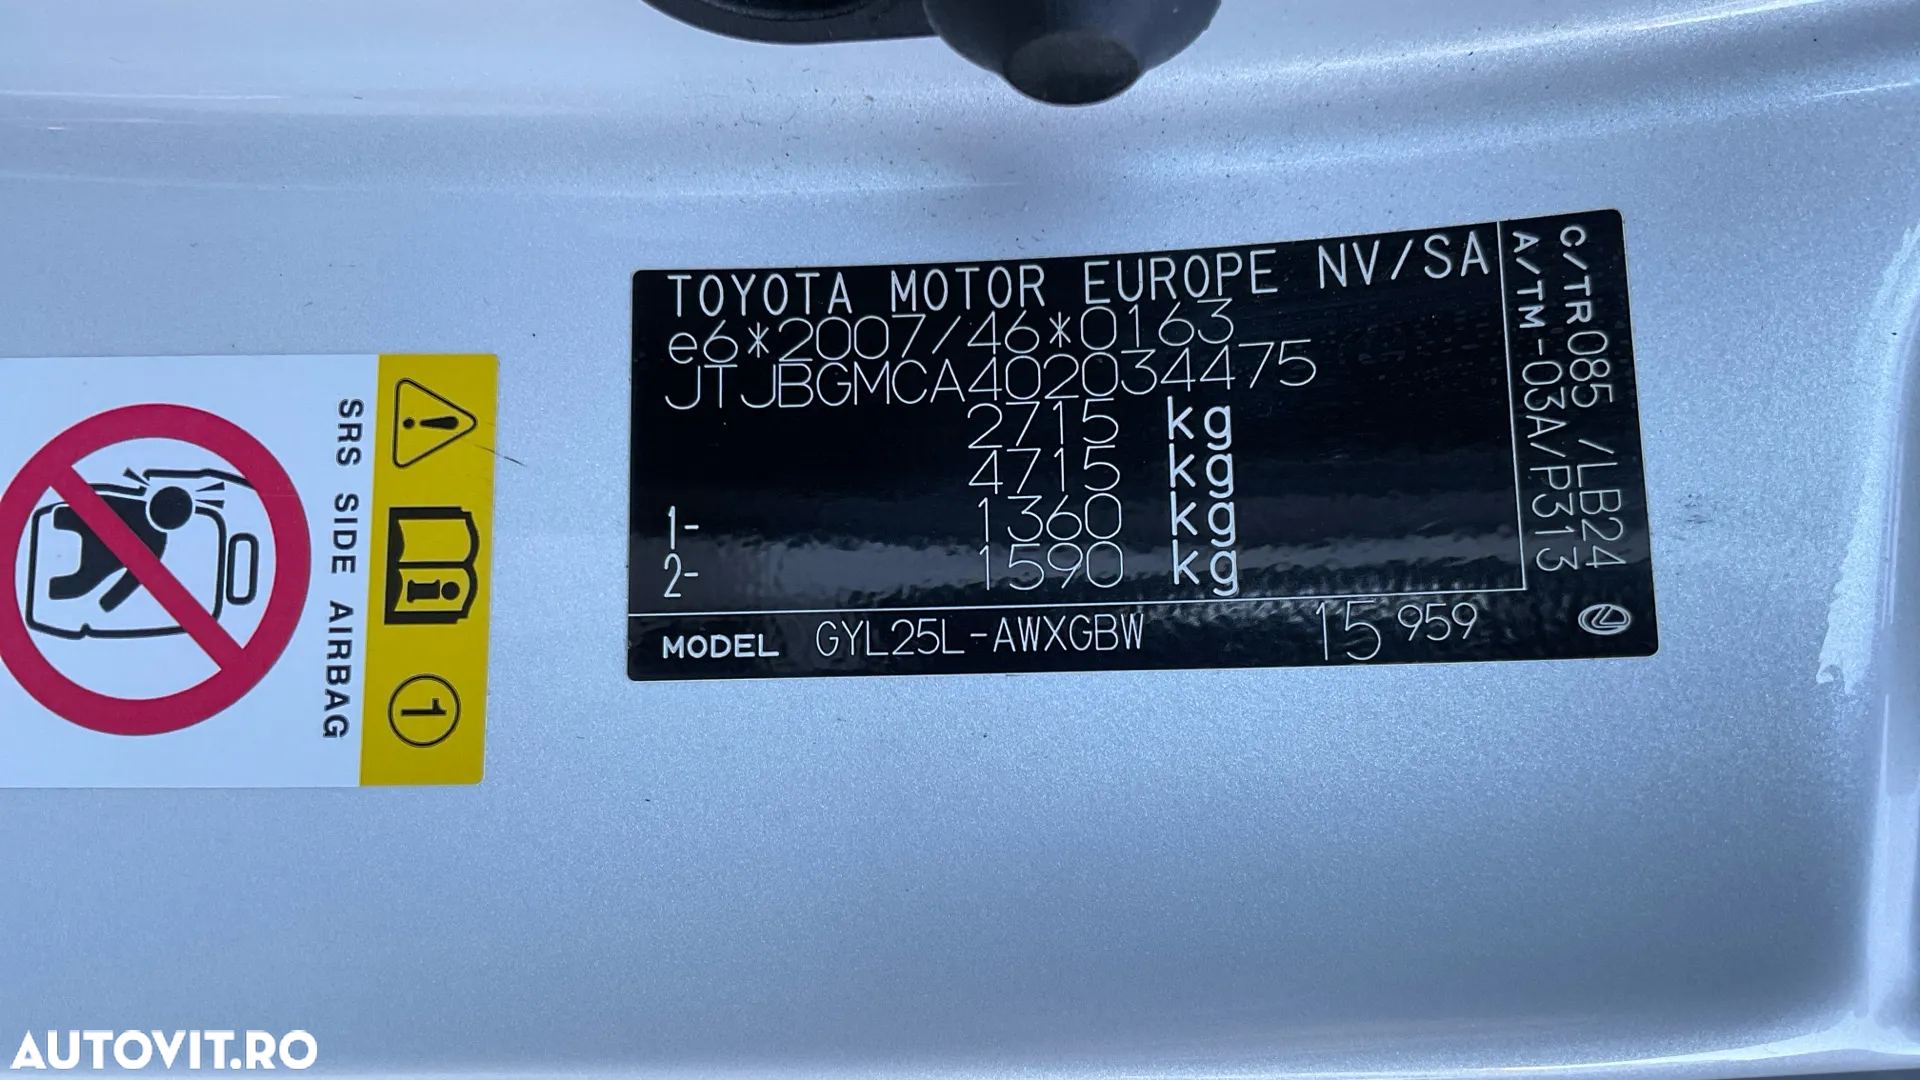 TOYOTA MOTOR EUROPE NV/SA
e6*2007/46*0163
JTJBGMCA402034475
2715 kg
4715 kg
1- 1360 kg
2- 1590 kg
MODEL GYL25L-AWXGBW 15 959
C/TR085 /LB24
A/TM-03A/P313
SRS SIDE AIRBAG
1
AUTOVIT.RO